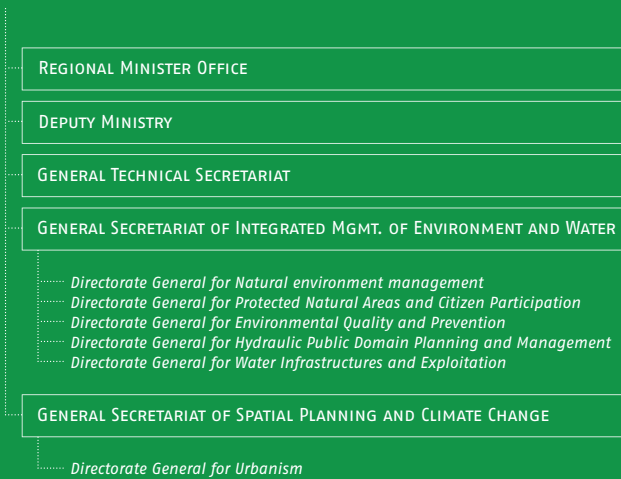 Regional Minister Office
Deputy Ministry
General Technical Secretariat
General Secretariat of Integrated Mgmt. of Environment and Water
Directorate General for Natural environment management
Directorate General for Protected Natural Areas and Citizen Participation
Directorate General for Environmental Quality and Prevention
Directorate General for Hydraulic Public Domain Planning and Management
Directorate General for Water Infrastructures and Exploitation
General Secretariat of Spatial Planning and Climate Change
Directorate General for Urbanism